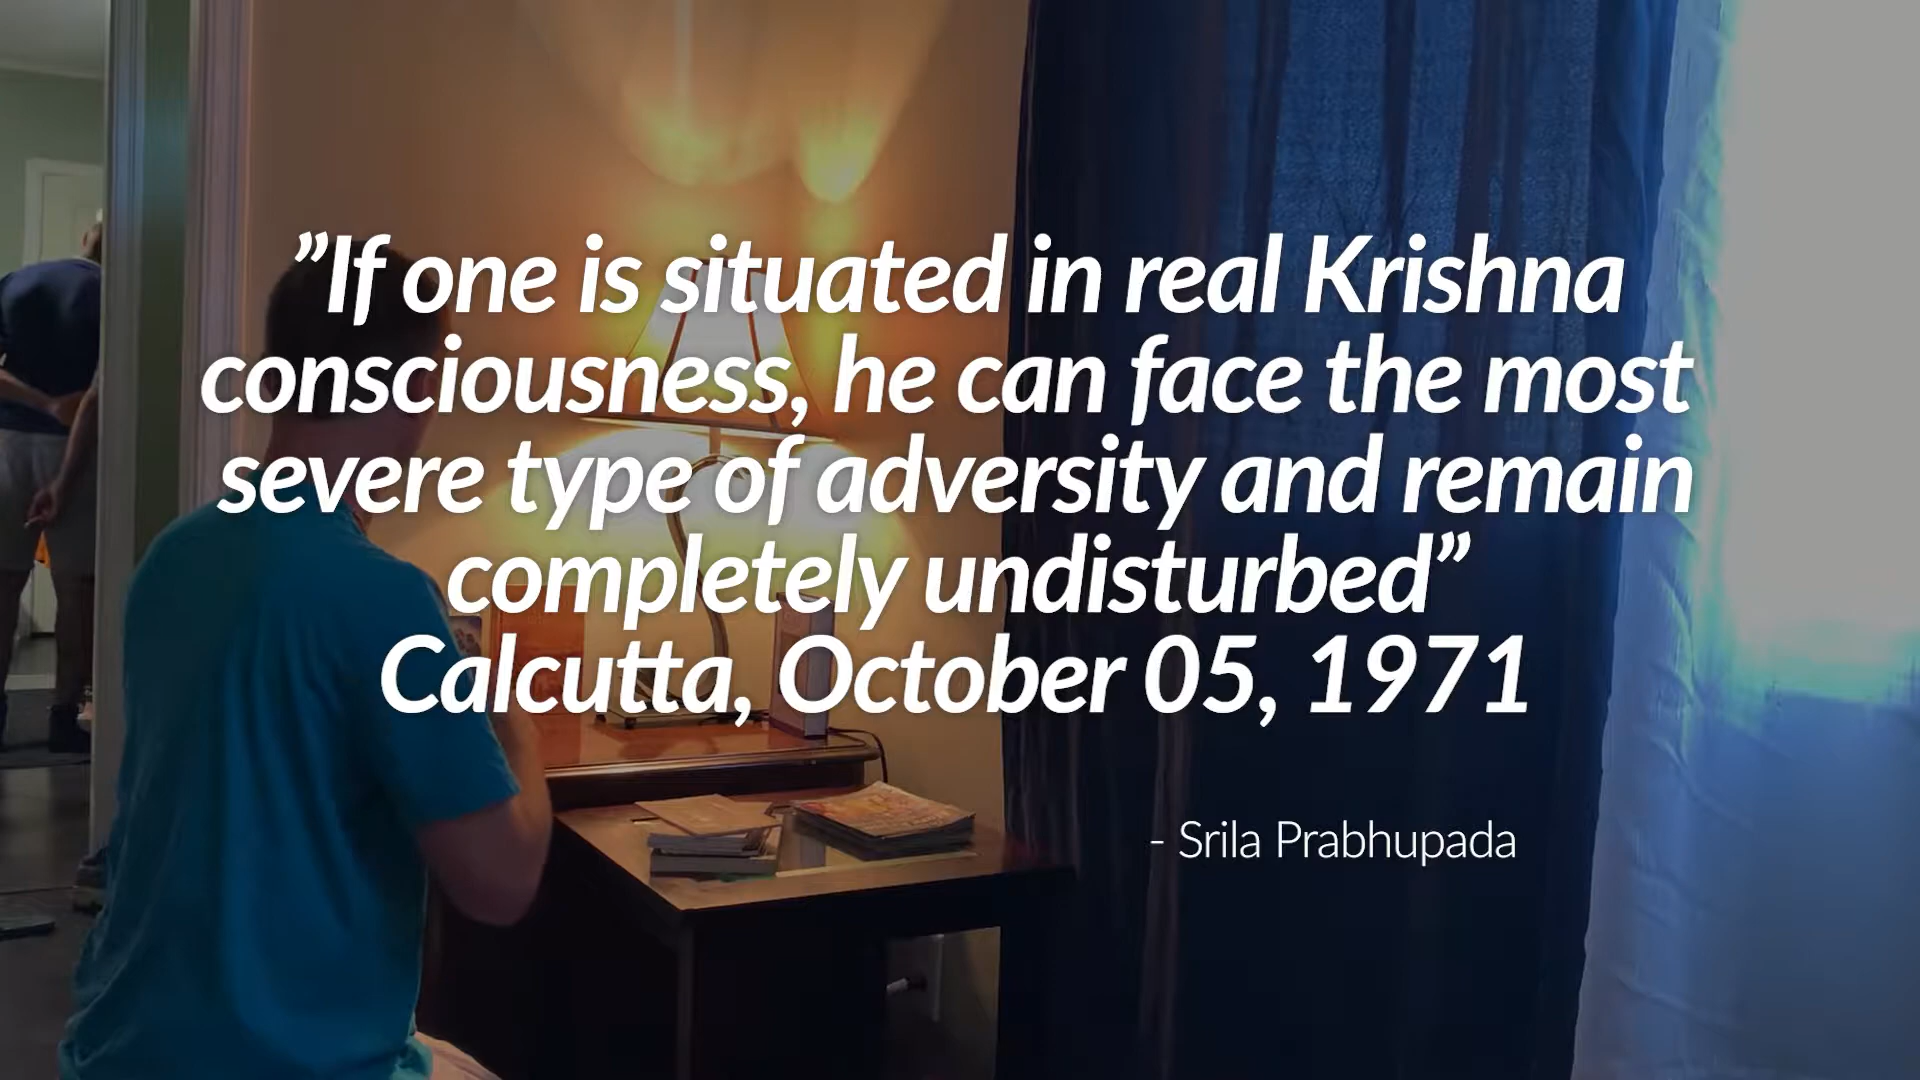 ”If one is situated in real Krishna
consciousness, he can face the most
severe type of adversity and remain
completely undisturbed”
Calcutta, October 05, 1971
- Srila Prabhupada